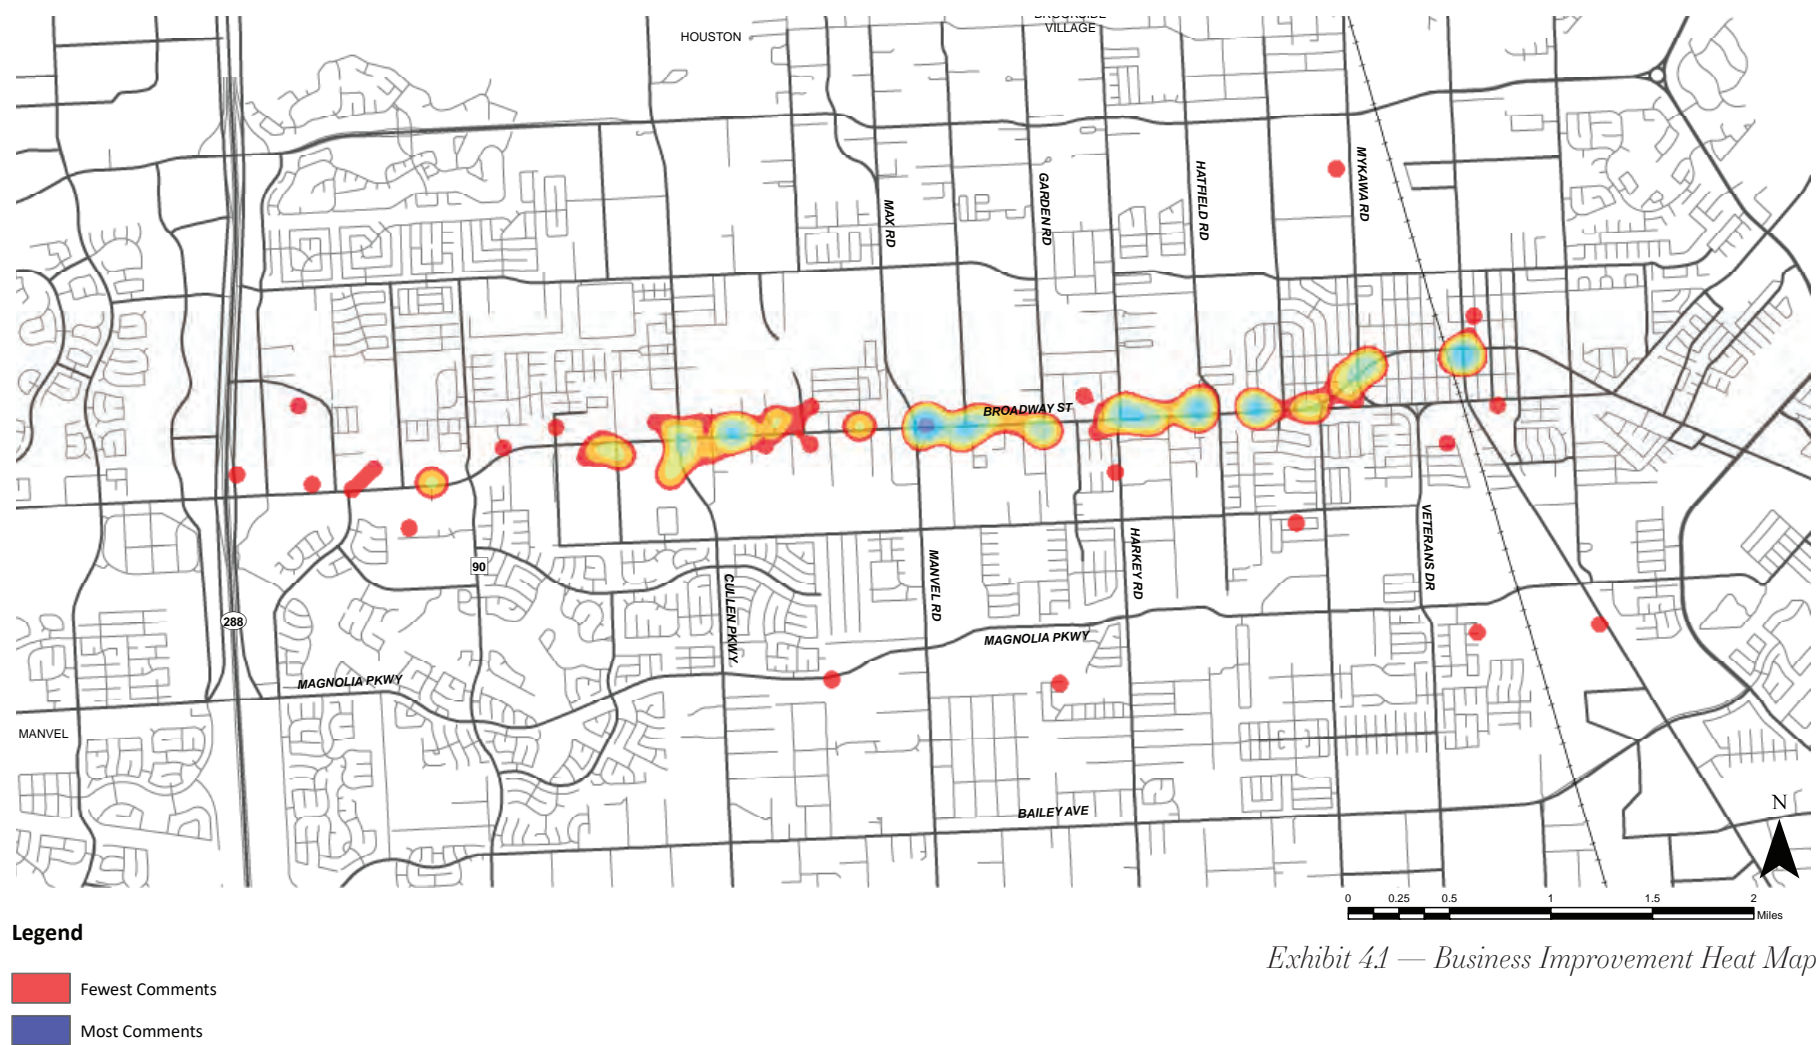 BROOKSIDE
VILLAGE
HOUSTON
MYKAWA RD
HATFIELD RD
GARDEN RD
MAX RD
BROADWAY ST
90
288
CULLEN PKWY
MANVEL RD
HARKEY RD
VETERANS DR
MAGNOLIA PKWY
MAGNOLIA PKWY
MANVEL
BAILEY AVE
N
0 0.25 0.5 1 1.5 2
Miles
Legend
Exhibit 4.1 — Business Improvement Heat Map
Fewest Comments
Most Comments